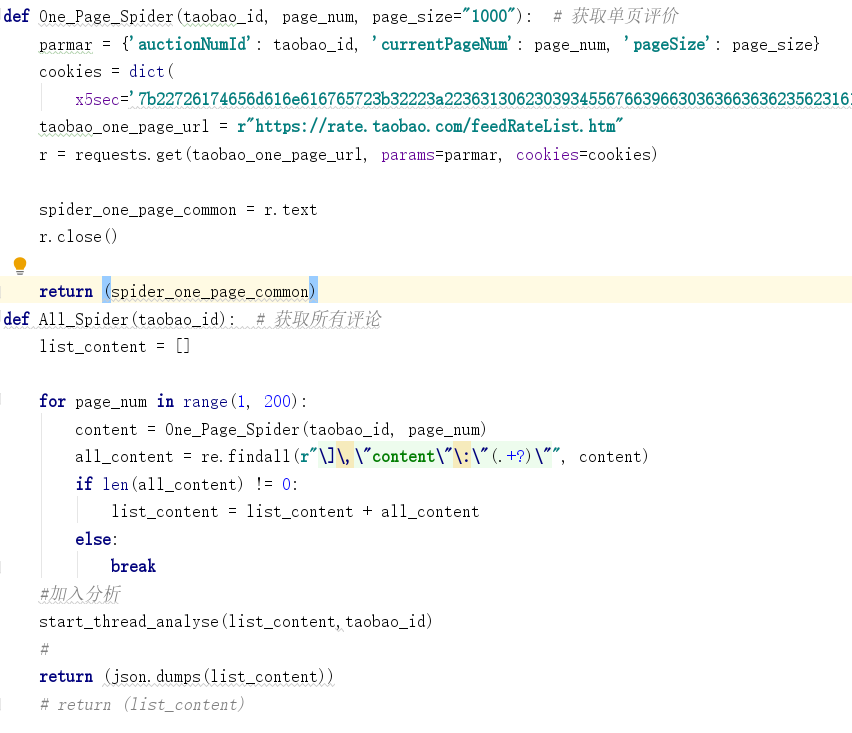 def One_Page_Spider(taobao_id, page_num, page_size="1000"):  # 获取单页评价
    parmar = {'auctionNumId': taobao_id, 'currentPageNum': page_num, 'pageSize': page_size}
    cookies = dict(
        x5sec='7b22726174656d616e616765723b32223a22363130623039345567663966303636636362356231
    taobao_one_page_url = r"https://rate.taobao.com/feedRateList.htm"
    r = requests.get(taobao_one_page_url, params=parmar, cookies=cookies)
    spider_one_page_common = r.text
    r.close()
    return (spider_one_page_common)
def All_Spider(taobao_id):  # 获取所有评论
    list_content = []
    for page_num in range(1, 200):
        content = One_Page_Spider(taobao_id, page_num)
        all_content = re.findall(r"\]\,\"content\"\:\"(.+?)\"", content)
        if len(all_content) != 0:
            list_content = list_content + all_content
        else:
            break
    #加入分析
    start_thread_analyse(list_content,taobao_id)
    #
    return (json.dumps(list_content))
    # return (list_content)